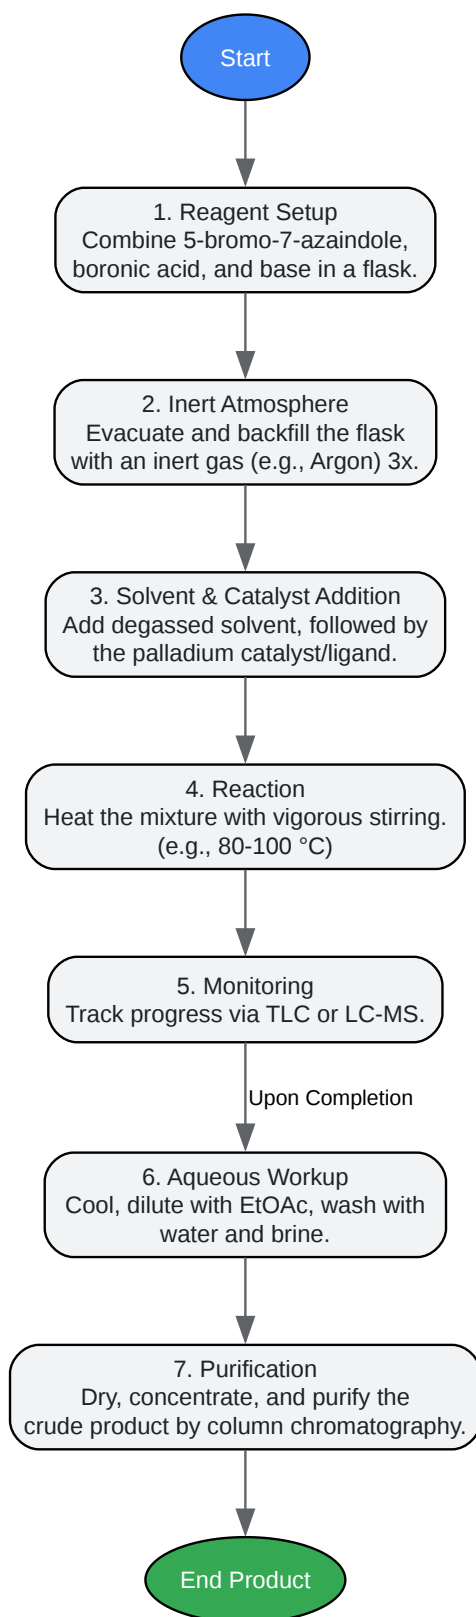 Start
1. Reagent Setup
Combine 5-bromo-7-azaindole,
boronic acid, and base in a flask.
2. Inert Atmosphere
Evacuate and backfill the flask
with an inert gas (e.g., Argon) 3x.
3. Solvent & Catalyst Addition
Add degassed solvent, followed by
the palladium catalyst/ligand.
4. Reaction
Heat the mixture with vigorous stirring.
(e.g., 80-100 °C)
5. Monitoring
Track progress via TLC or LC-MS.
Upon Completion
6. Aqueous Workup
Cool, dilute with EtOAc, wash with
water and brine.
7. Purification
Dry, concentrate, and purify the
crude product by column chromatography.
End Product